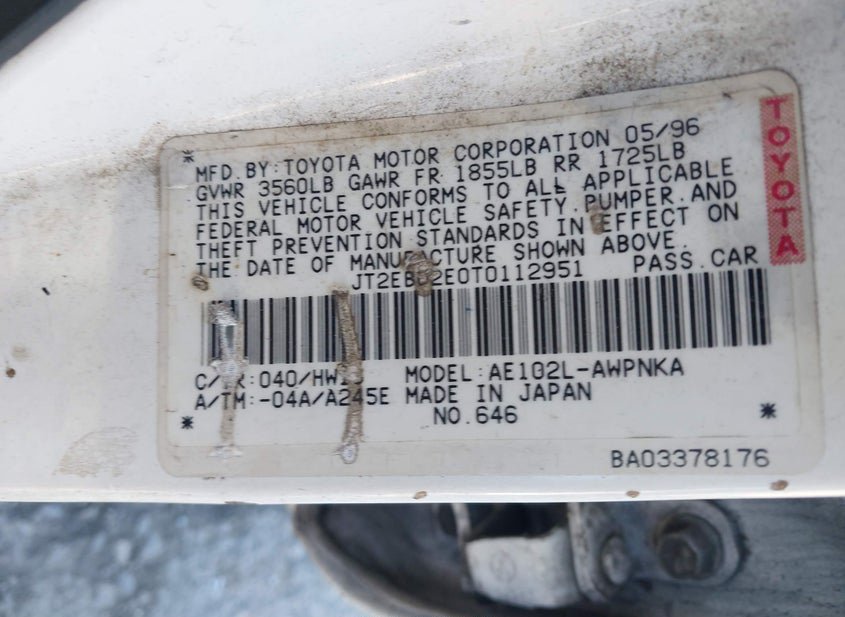 MFD. BY: TOYOTA MOTOR CORPORATION 05/96
GVWR 3560LB GAWR FR 1855LB RR 1725LB
THIS VEHICLE CONFORMS TO ALL APPLICABLE
FEDERAL MOTOR VEHICLE SAFETY, BUMPER, AND
THEFT PREVENTION STANDARDS IN EFFECT ON
THE DATE OF MANUFACTURE SHOWN ABOVE.
PASS. CAR
MODEL: AE102L-AWPNKA
A/TM:-04A/A245E MADE IN JAPAN
NO. 646
BA03378176
TOYOTA